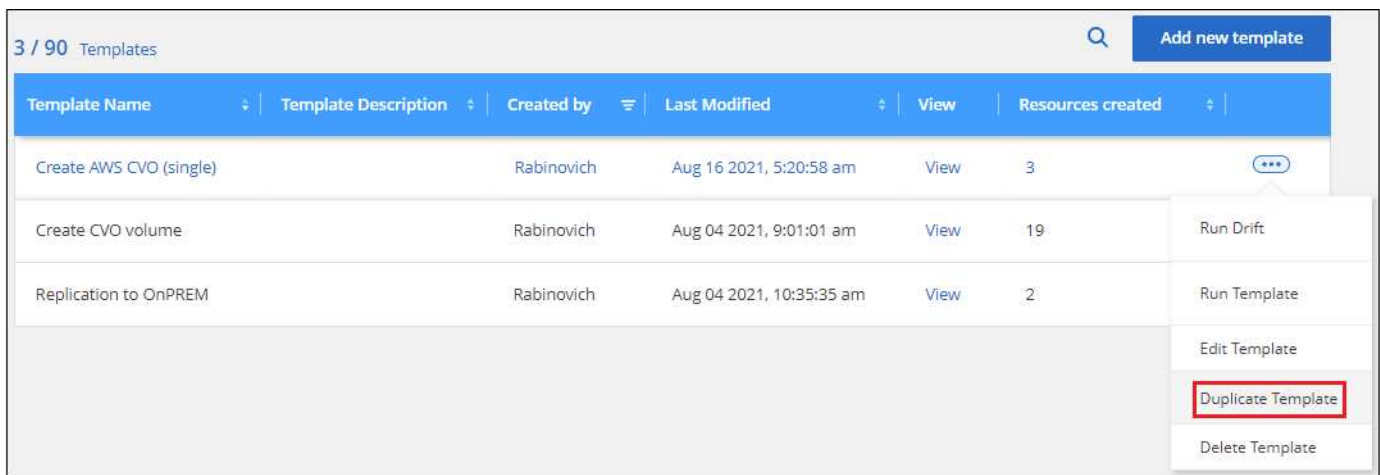 3 / 90 Templates
Add new template
Template Name Template Description Created by Last Modified View Resources created
Create AWS CVO (single) Rabinovich Aug 16 2021, 5:20:58 am View 3
Create CVO volume Rabinovich Aug 04 2021, 9:01:01 am View 19
Run Drift
Replication to OnPREM Rabinovich Aug 04 2021, 10:35:35 am View 2
Run Template
Edit Template
Duplicate Template
Delete Template